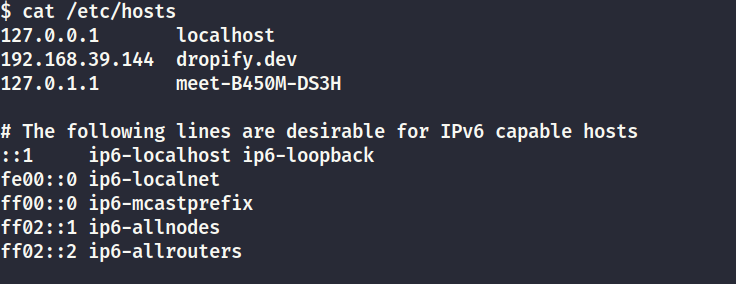 $ cat /etc/hosts
127.0.0.1       localhost
192.168.39.144  dropify.dev
127.0.1.1       meet-B450M-DS3H
# The following lines are desirable for IPv6 capable hosts
::1     ip6-localhost ip6-loopback
fe00::0 ip6-localnet
ff00::0 ip6-mcastprefix
ff02::1 ip6-allnodes
ff02::2 ip6-allrouters